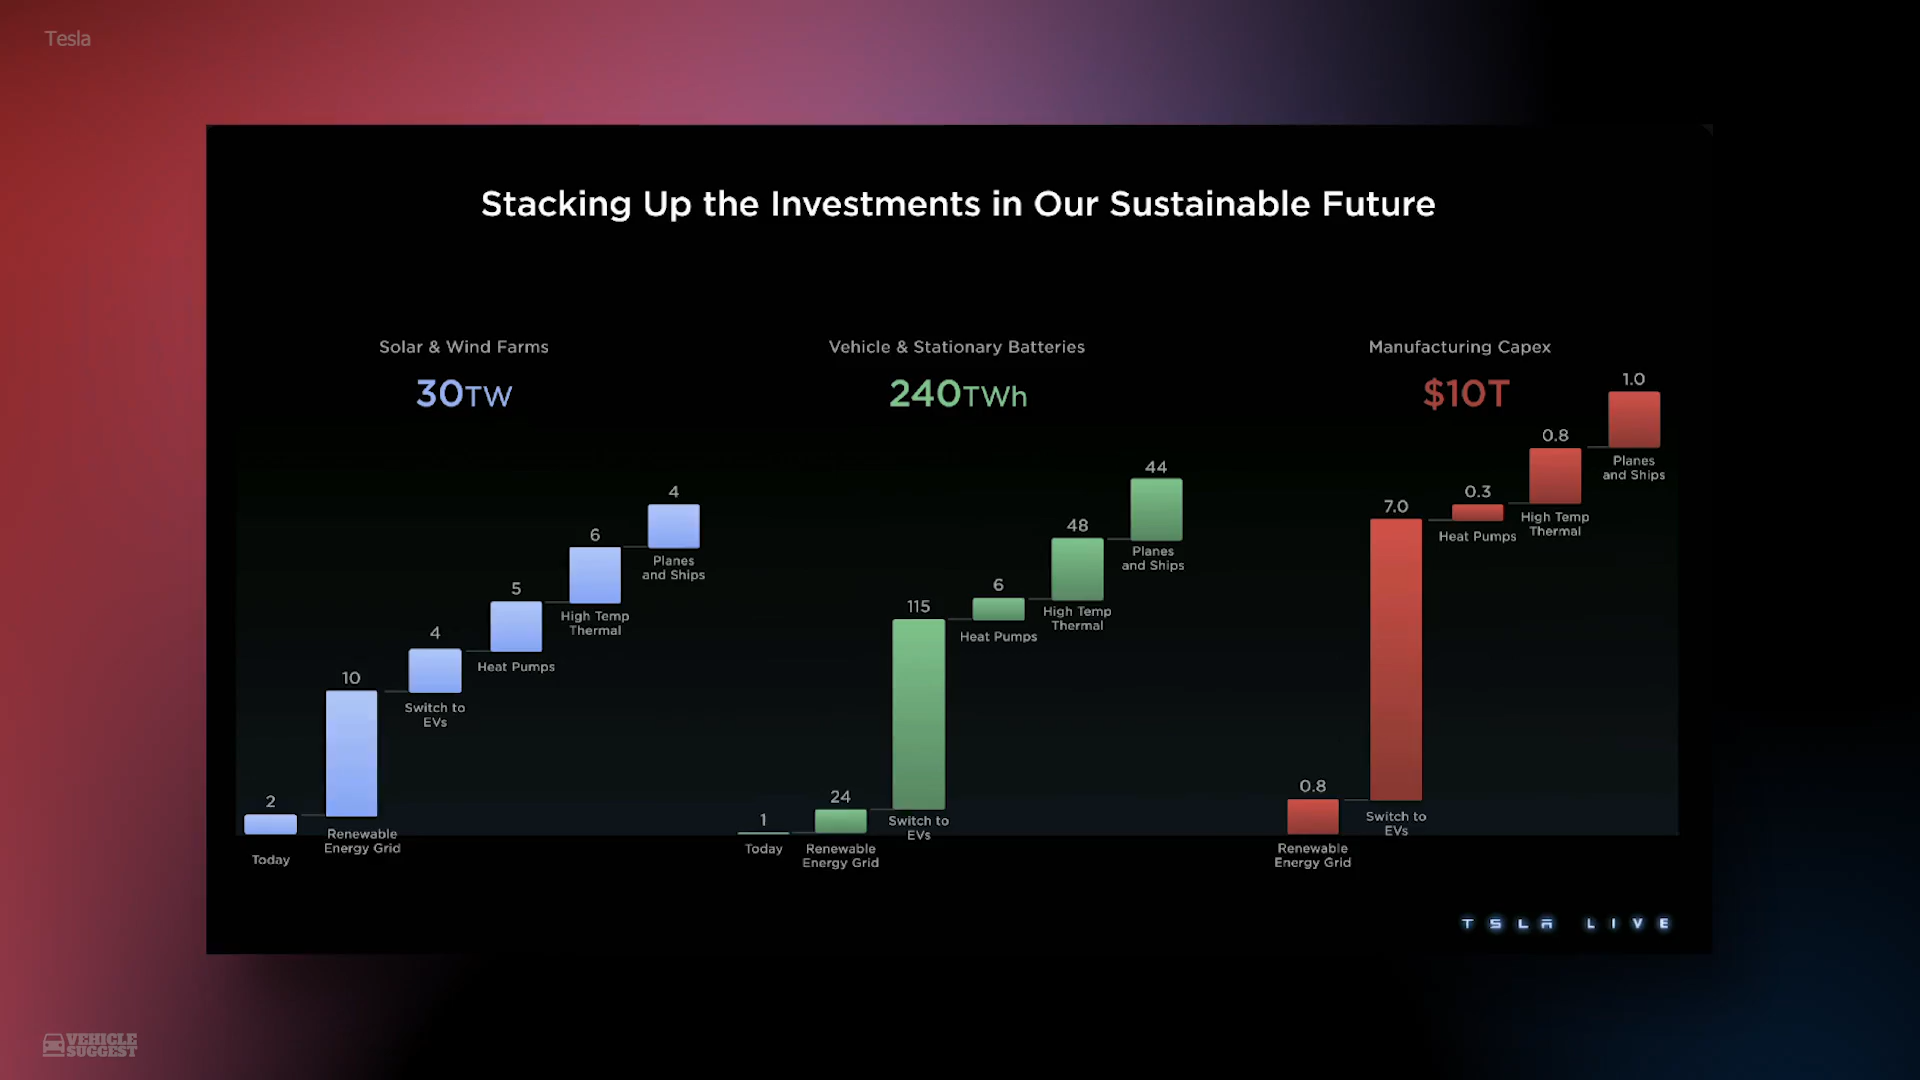 Tesla
Stacking Up the Investments in Our Sustainable Future
Solar & Wind Farms
30TW
2
Today
10
Renewable
Energy Grid
4
Switch to
EVs
5
Heat Pumps
6
High Temp
Thermal
4
Planes
and Ships
Vehicle & Stationary Batteries
240TWh
1
Today
24
Renewable
Energy Grid
115
Switch to
EVs
6
Heat Pumps
48
High Temp
Thermal
44
Planes
and Ships
Manufacturing Capex
$10T
0.8
Renewable
Energy Grid
7.0
Switch to
EVs
0.3
Heat Pumps
0.8
High Temp
Thermal
1.0
Planes
and Ships
TSLA LIVE
VEHICLE
SUGGEST